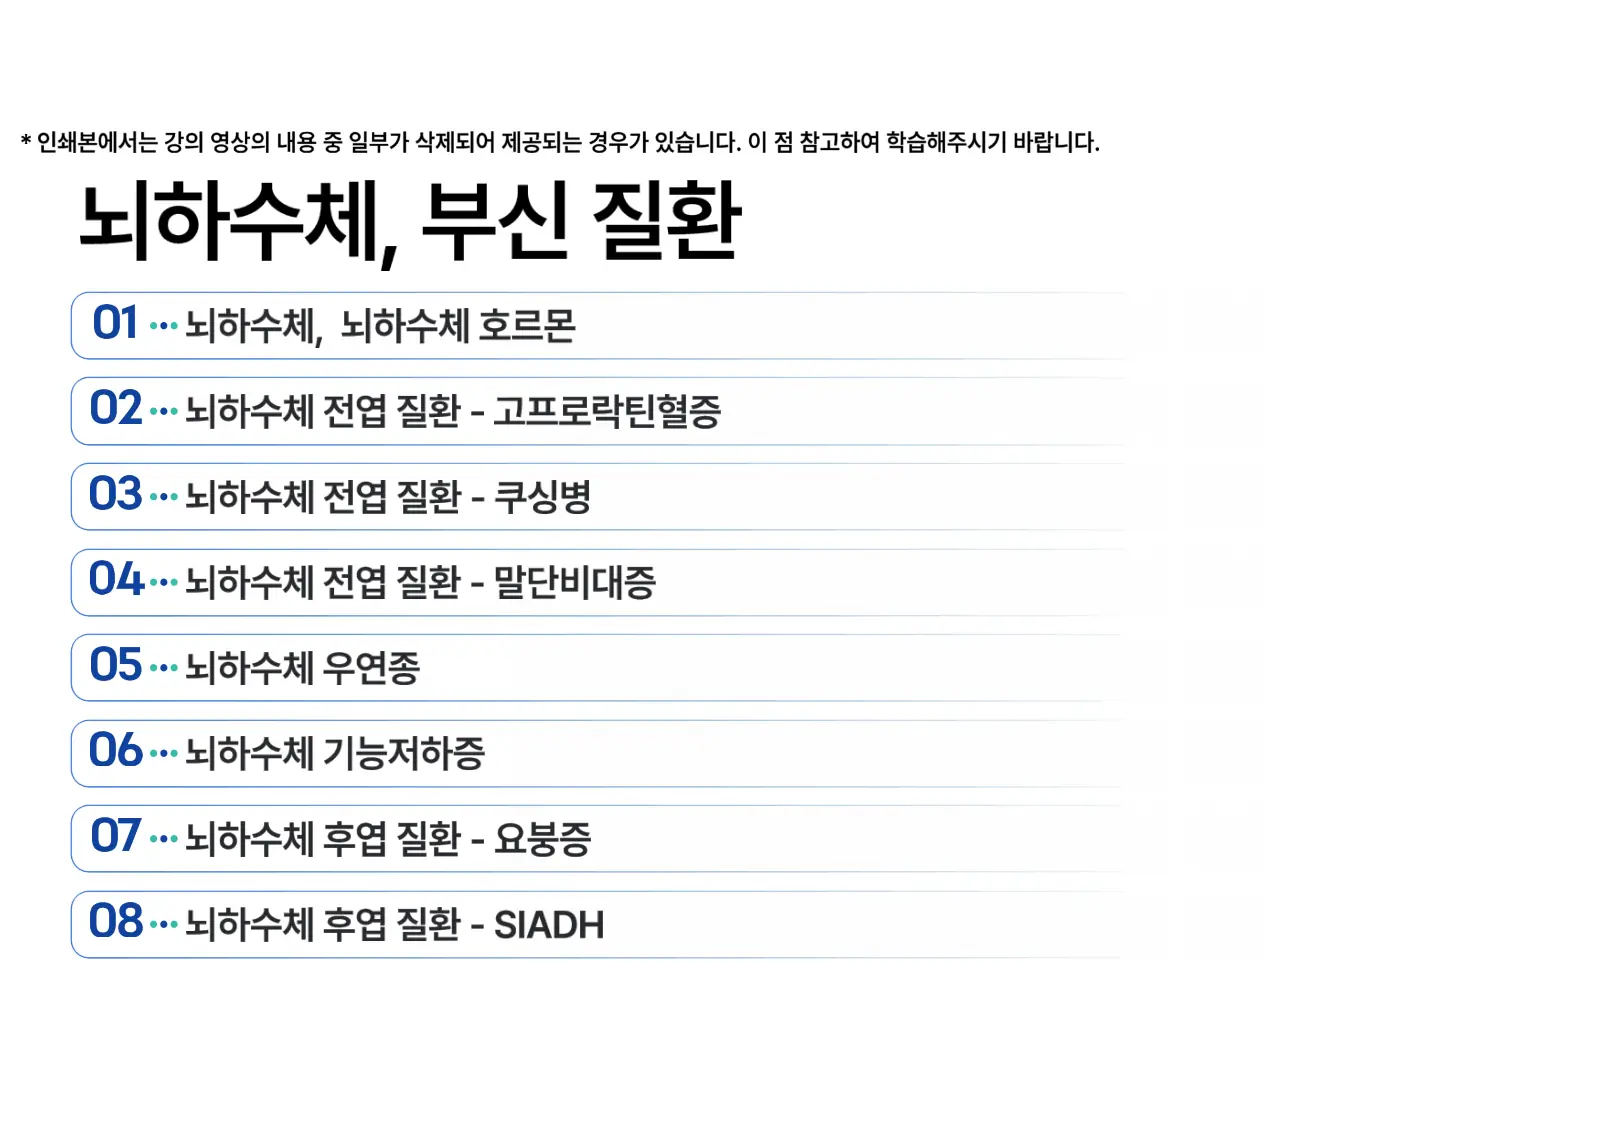 * 인쇄본에서는 강의 영상의 내용 중 일부가 삭제되어 제공되는 경우가 있습니다. 이 점 참고하여 학습해주시기 바랍니다.
뇌하수체, 부신 질환
01 ••• 뇌하수체, 뇌하수체 호르몬
02 ••• 뇌하수체 전엽 질환 - 고프로락틴혈증
03 ••• 뇌하수체 전엽 질환 - 쿠싱병
04 ••• 뇌하수체 전엽 질환 - 말단비대증
05 ••• 뇌하수체 우연종
06 ••• 뇌하수체 기능저하증
07 ••• 뇌하수체 후엽 질환 - 요붕증
08 ••• 뇌하수체 후엽 질환 - SIADH